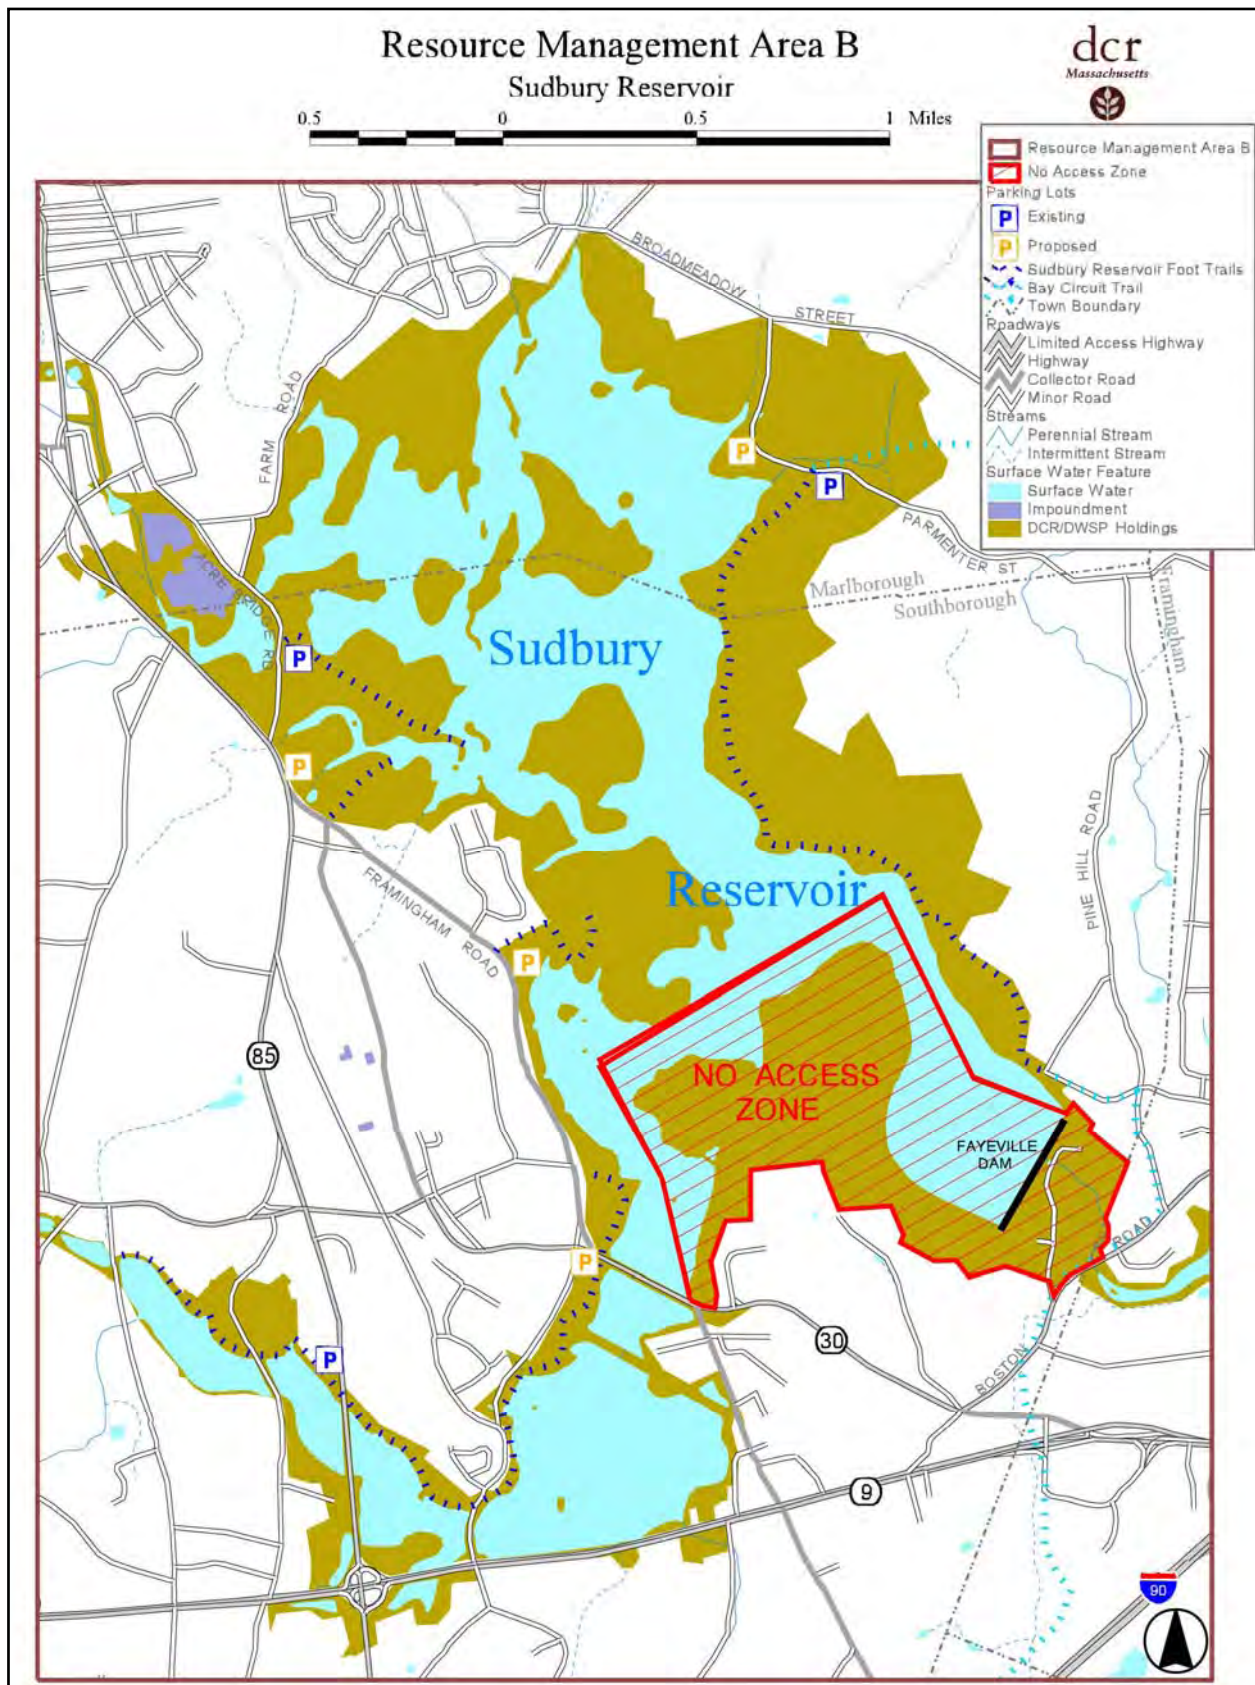 Resource Management Area B
Sudbury Reservoir
0.5 0 0.5 1 Miles
dcr
Massachusetts
Resource Management Area B
No Access Zone
Parking Lots
P Existing
P Proposed
Sudbury Reservoir Foot Trails
Bay Circuit Trail
Town Boundary
Roadways
Limited Access Highway
Highway
Collector Road
Minor Road
Streams
Perennial Stream
Intermittent Stream
Surface Water Feature
Surface Water
Impoundment
DCR/DWSP Holdings
BROADMEADOW
STREET
FARM ROAD
P
P
PARMENTER ST
ACRE BRIDGE RD
Marlborough
Southborough
Framingham
Sudbury
P
P
PINE HILL ROAD
FRAMINGHAM ROAD
Reservoir
P
85
NO ACCESS
ZONE
FAYEVILLE
DAM
ROAD
P
30
BOSTON
P
9
90